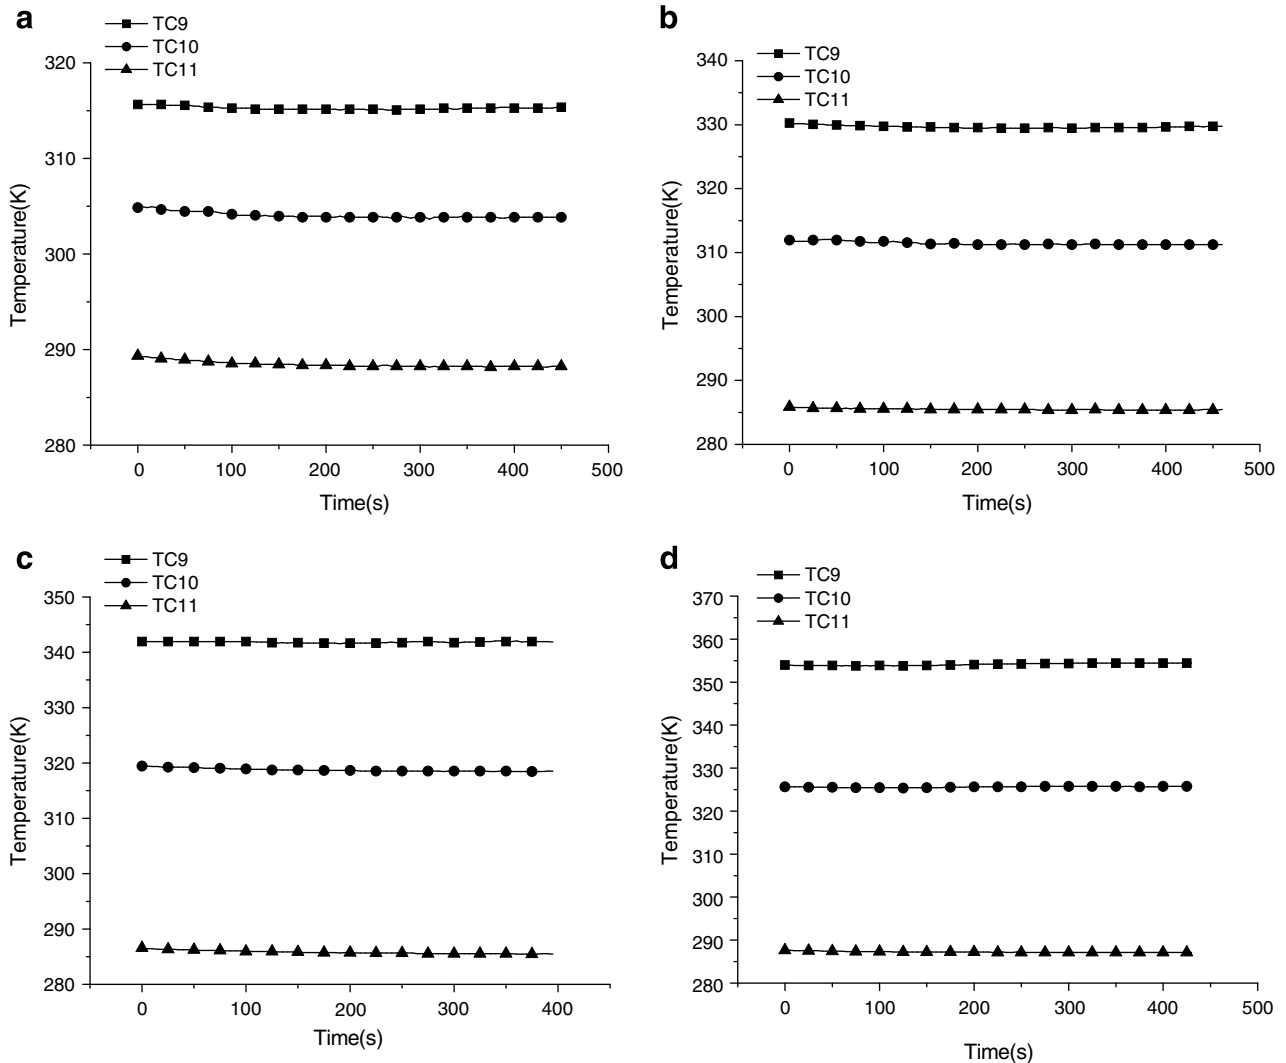 a
TC9
TC10
TC11
320
310
300
290
280
Temperature(K)
0 100 200 300 400 500
Time(s)
b
TC9
TC10
TC11
340
330
320
310
300
290
280
Temperature(K)
0 100 200 300 400 500
Time(s)
c
TC9
TC10
TC11
350
340
330
320
310
300
290
280
Temperature(K)
0 100 200 300 400
Time(s)
d
TC9
TC10
TC11
370
360
350
340
330
320
310
300
290
280
Temperature(K)
0 100 200 300 400 500
Time(s)